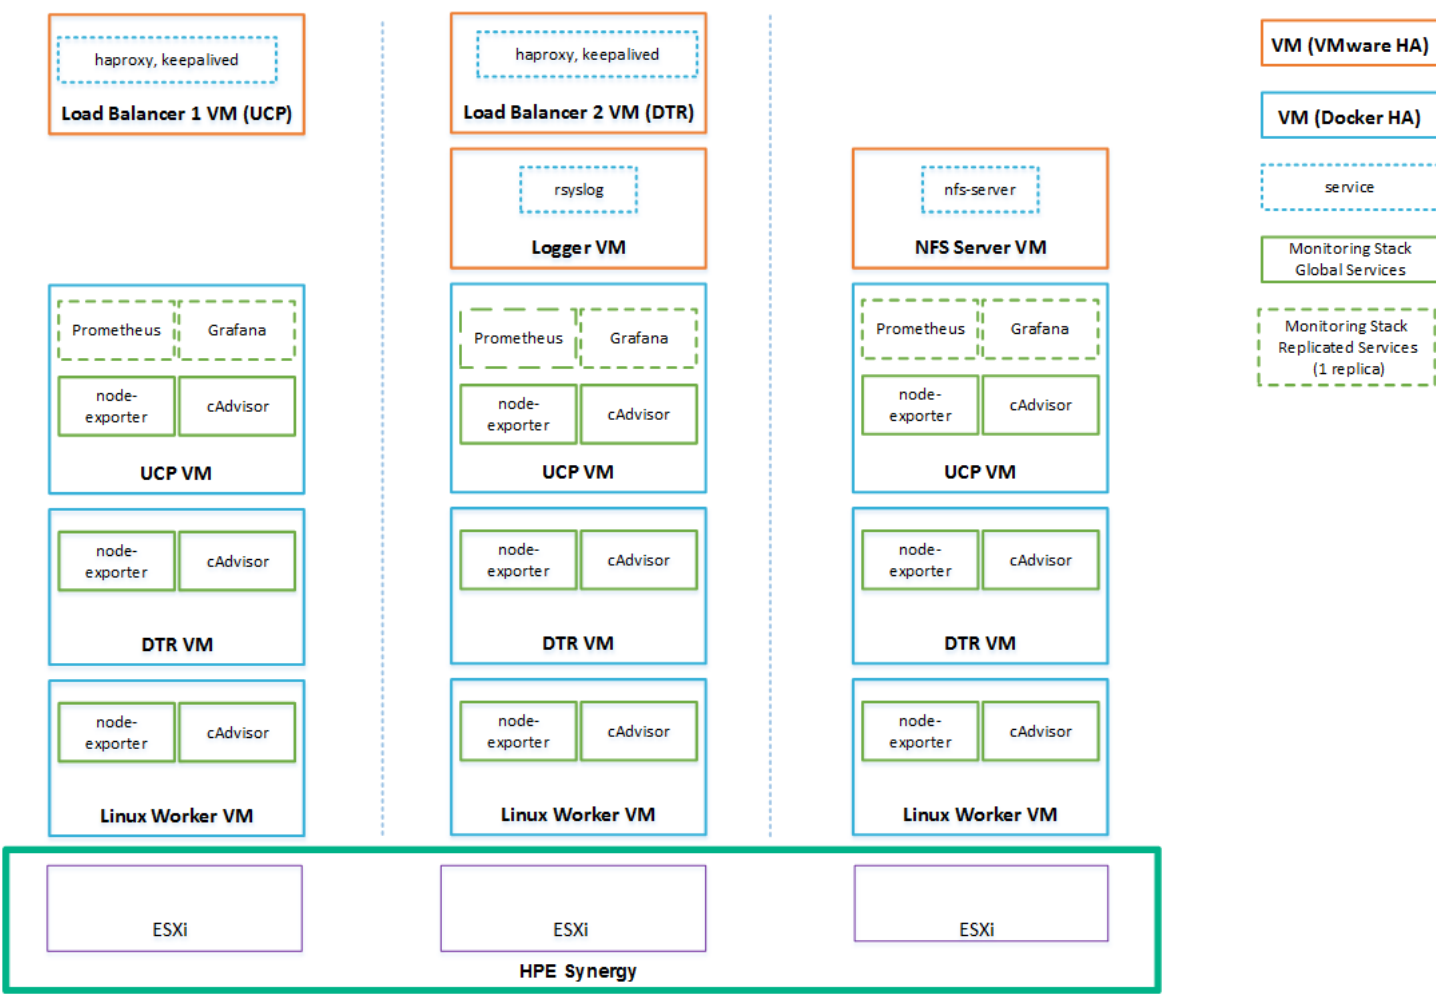 haproxy, keepalived
Load Balancer 1 VM (UCP)
Prometheus
Grafana
node-
exporter
cAdvisor
UCP VM
node-
exporter
cAdvisor
DTR VM
node-
exporter
cAdvisor
Linux Worker VM
haproxy, keepalived
Load Balancer 2 VM (DTR)
rsyslog
Logger VM
Prometheus
Grafana
node-
exporter
cAdvisor
UCP VM
node-
exporter
cAdvisor
DTR VM
node-
exporter
cAdvisor
Linux Worker VM
nfs-server
NFS Server VM
Prometheus
Grafana
node-
exporter
cAdvisor
UCP VM
node-
exporter
cAdvisor
DTR VM
node-
exporter
cAdvisor
Linux Worker VM
ESXi
ESXi
ESXi
HPE Synergy
VM (VMware HA)
VM (Docker HA)
service
Monitoring Stack
Global Services
Monitoring Stack
Replicated Services
(1 replica)